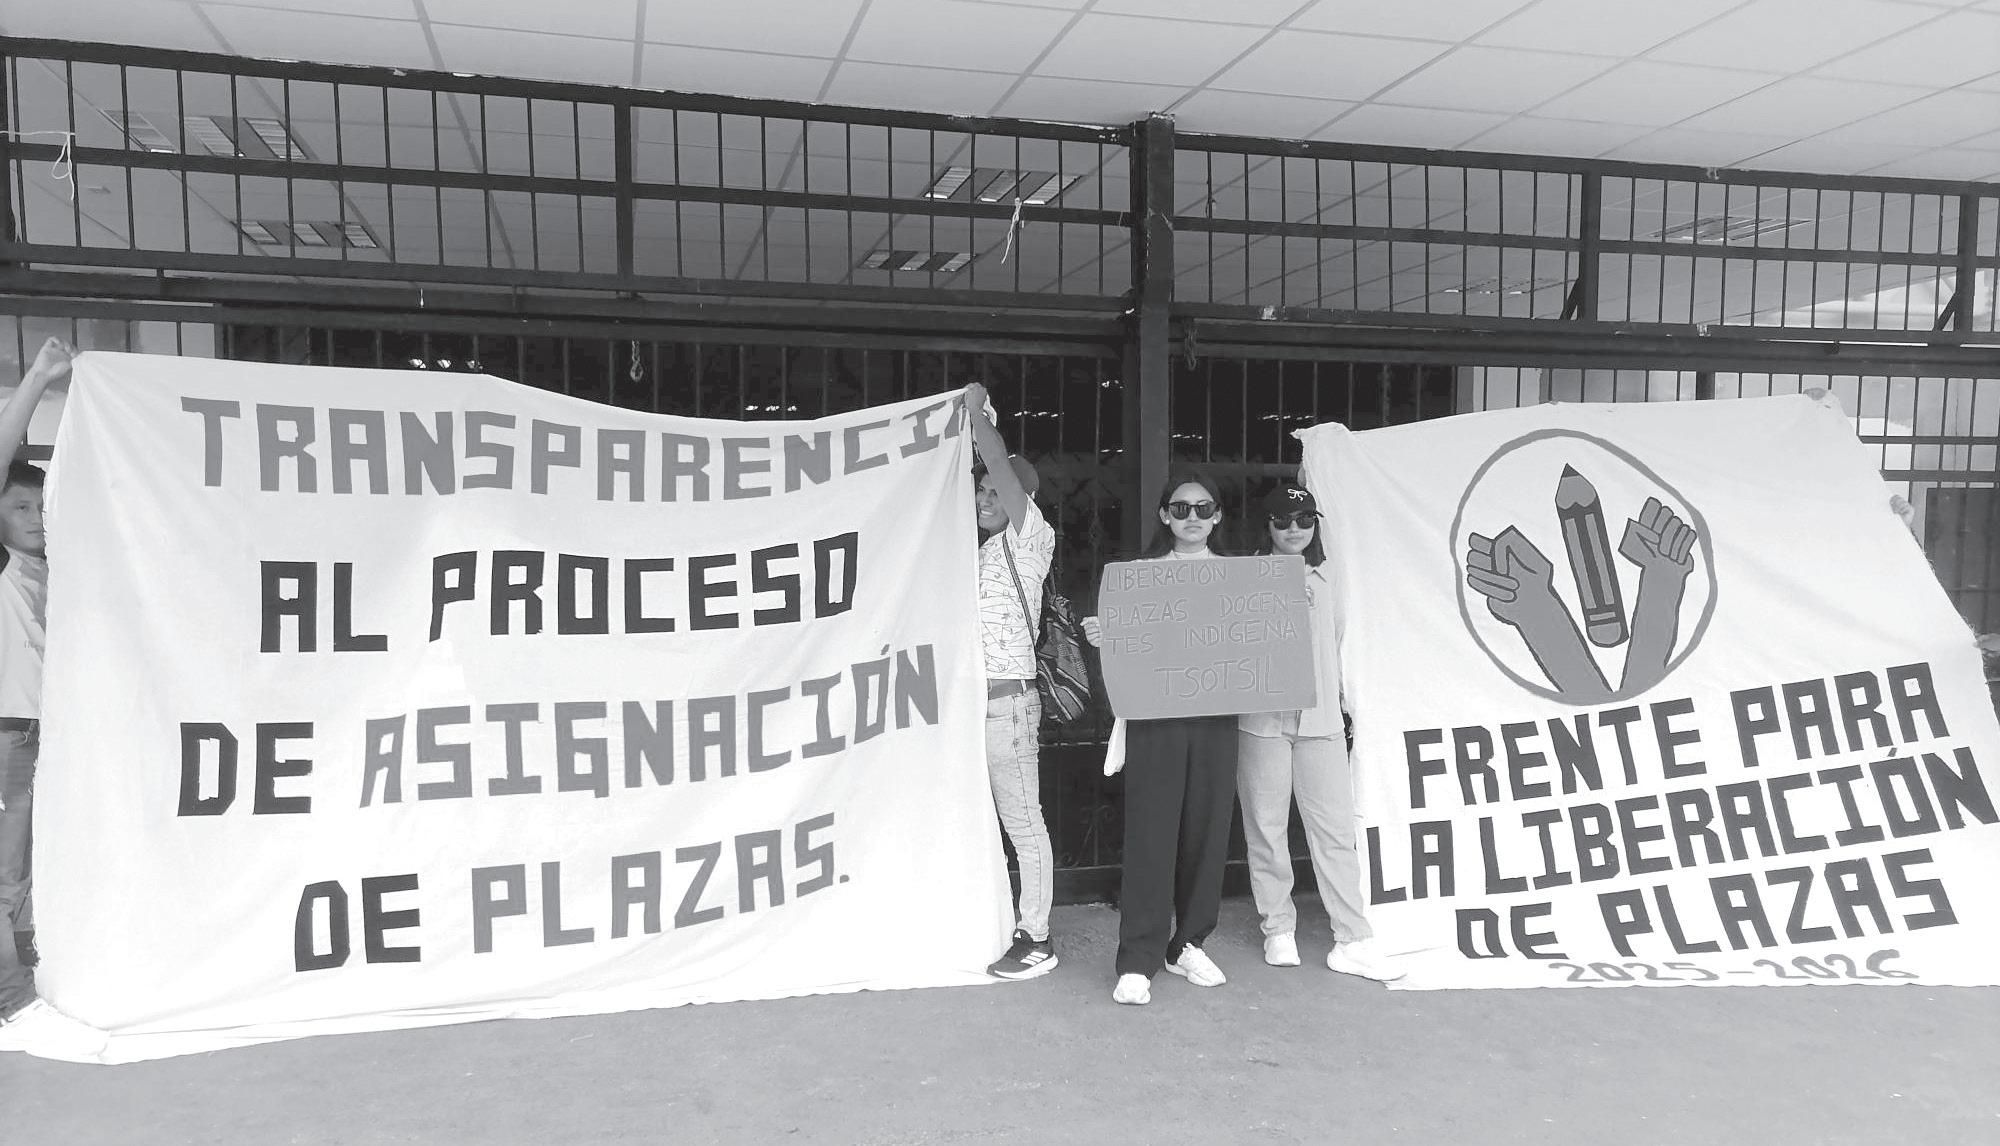 TRANSPARENCIA
AL PROCESO
DE ASIGNACIÓN
DE PLAZAS.
LIBERACIÓN DE
PLAZAS DOCEN-
TES INDIGENA
TSOTSIL
FRENTE PARA
LA LIBERACIÓN
DE PLAZAS
2025-2026